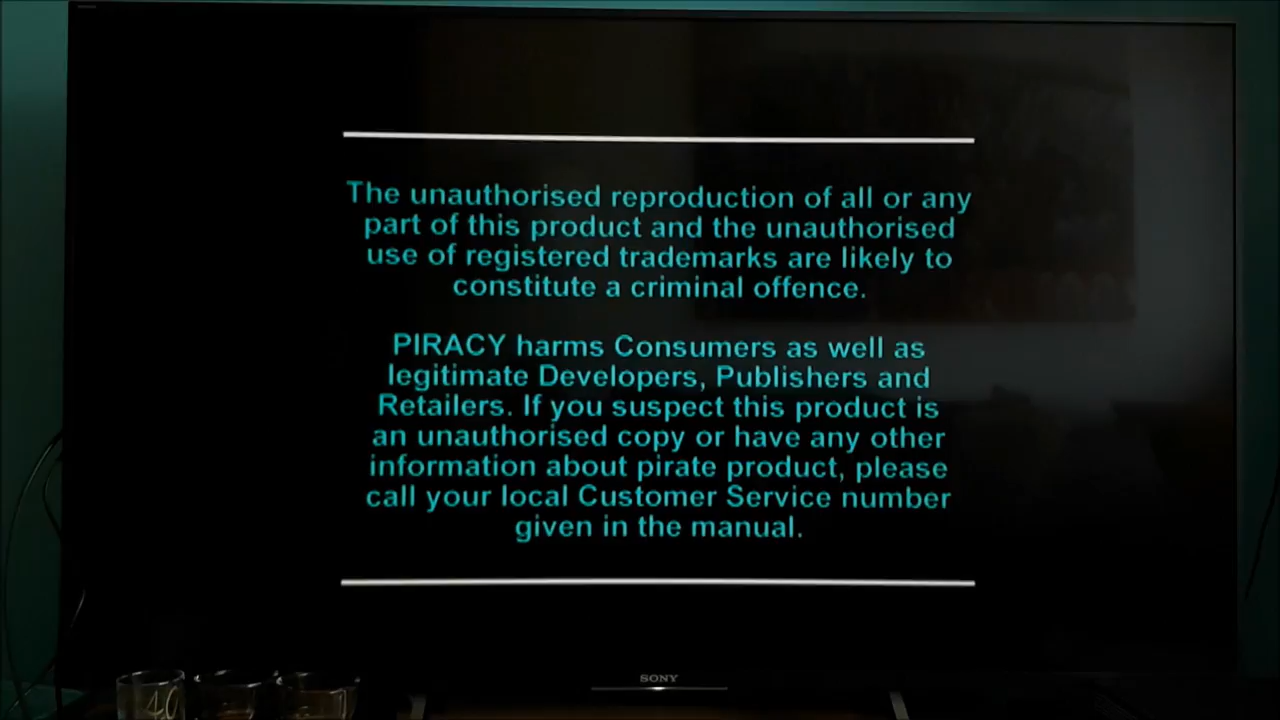 The unauthorised reproduction of all or any
part of this product and the unauthorised
use of registered trademarks are likely to
constitute a criminal offence.
PIRACY harms Consumers as well as
legitimate Developers, Publishers and
Retailers. If you suspect this product is
an unauthorised copy or have any other
information about pirate product, please
call your local Customer Service number
given in the manual.
SONY
40